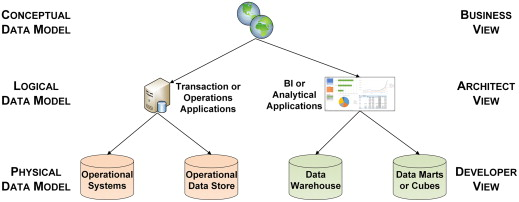 CONCEPTUAL
DATA MODEL
BUSINESS
VIEW
LOGICAL
DATA MODEL
Transaction or
Operations
Applications
BI or
Analytical
Applications
ARCHITECT
VIEW
PHYSICAL
DATA MODEL
Operational
Systems
Operational
Data Store
Data
Warehouse
Data Marts
or Cubes
DEVELOPER
VIEW